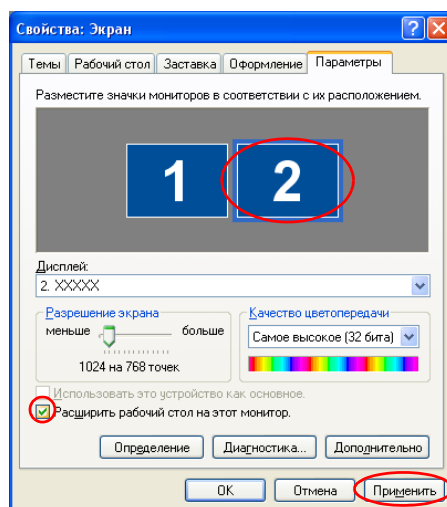 Свойства: Экран
Темы Рабочий стол Заставка Оформление Параметры
Разместите значки мониторов в соответствии с их расположением.
1 2
Дисплей:
2. XXXXX
Разрешение экрана
меньше больше
1024 на 768 точек
Качество цветопередачи
Самое высокое (32 бита)
Использовать это устройство как основное.
Расширить рабочий стол на этот монитор.
Определение Диагностика... Дополнительно
OK Отмена Применить